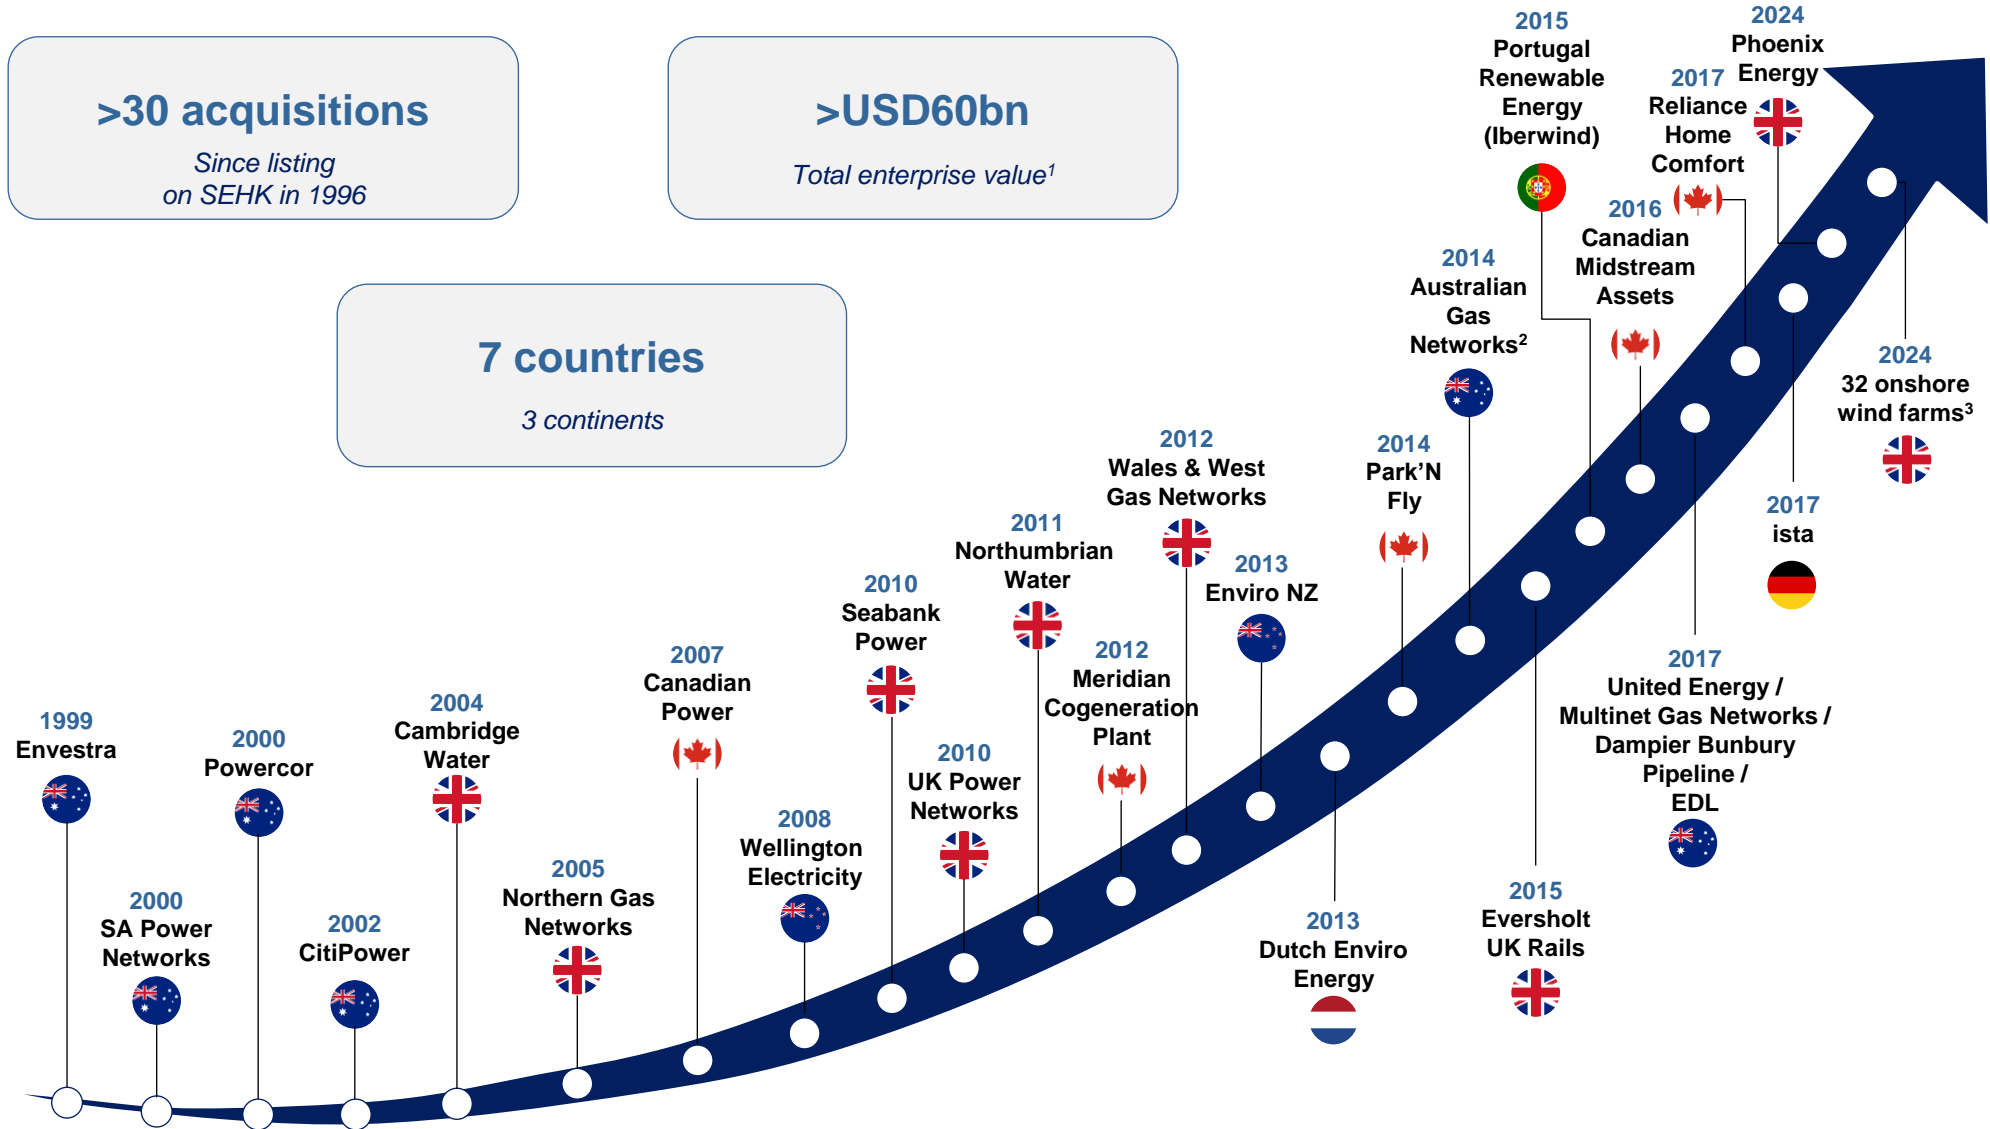 >30 acquisitions
Since listing
on SEHK in 1996
>USD60bn
Total enterprise value¹
7 countries
3 continents
1999
Envestra
2000
SA Power
Networks
2000
Powercor
2002
CitiPower
2004
Cambridge
Water
2005
Northern Gas
Networks
2007
Canadian
Power
2008
Wellington
Electricity
2010
Seabank
Power
2010
UK Power
Networks
2011
Northumbrian
Water
2012
Meridian
Cogeneration
Plant
2012
Wales & West
Gas Networks
2013
Enviro NZ
2013
Dutch Enviro
Energy
2014
Park’N
Fly
2014
Australian
Gas
Networks²
2015
Eversholt
UK Rails
2015
Portugal
Renewable
Energy
(Iberwind)
2016
Canadian
Midstream
Assets
2017
United Energy /
Multinet Gas Networks /
Dampier Bunbury
Pipeline /
EDL
2017
Reliance
Home
Comfort
2017
ista
2024
Phoenix
Energy
2024
32 onshore
wind farms³